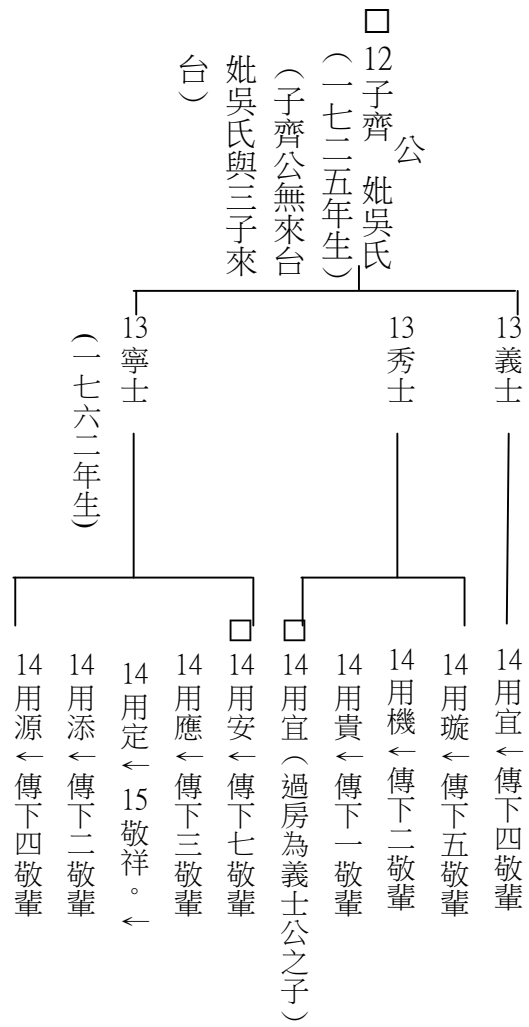 □12子齊公 妣吳氏
(一七二五年生)
(子齊公無來台
妣吳氏與三子來
台)
13義士
13秀士
13寧士
(一七六二年生)
14用宜←傳下四敬輩
14用璇←傳下五敬輩
14用機←傳下二敬輩
14用貴←傳下一敬輩
□14用宜(過房為義士公之子)
□14用安←傳下七敬輩
14用應←傳下三敬輩
14用定←15敬祥。←
14用添←傳下二敬輩
14用源←傳下四敬輩